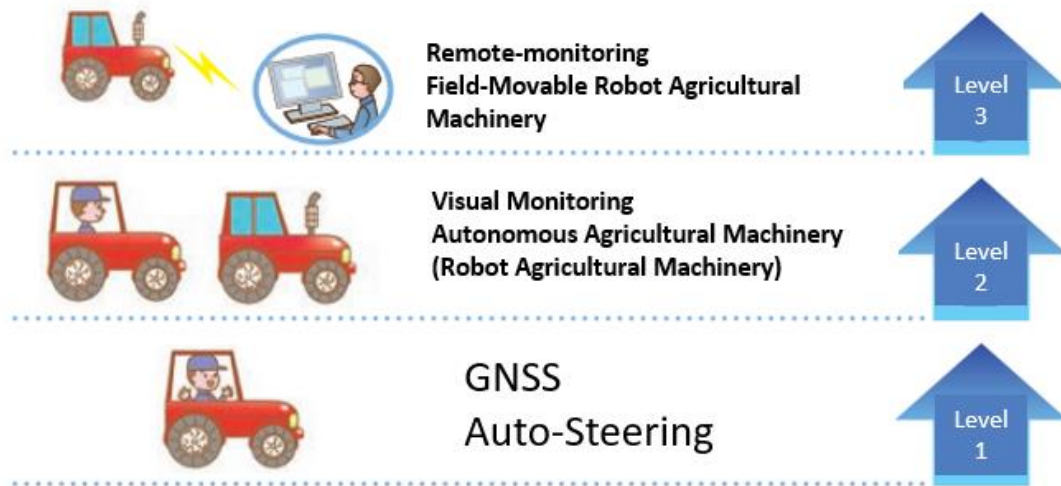 Remote-monitoring
Field-Movable Robot Agricultural
Machinery
Level
3
Visual Monitoring
Autonomous Agricultural Machinery
(Robot Agricultural Machinery)
Level
2
GNSS
Auto-Steering
Level
1